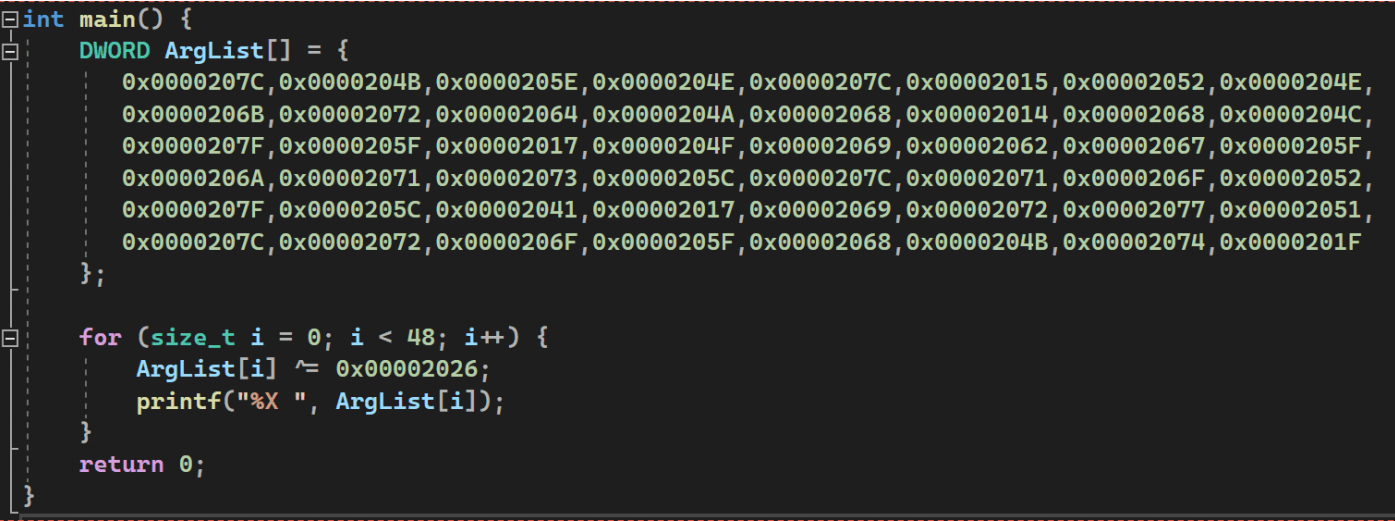 int main() {
DWORD ArgList[] = {
0x0000207C,0x0000204B,0x0000205E,0x0000204E,0x0000207C,0x00002015,0x00002052,0x0000204E,
0x0000206B,0x00002072,0x00002064,0x0000204A,0x00002068,0x00002014,0x00002068,0x0000204C,
0x0000207F,0x0000205F,0x00002017,0x0000204F,0x00002069,0x00002062,0x00002067,0x0000205F,
0x0000206A,0x00002071,0x00002073,0x0000205C,0x0000207C,0x00002071,0x0000206F,0x00002052,
0x0000207F,0x0000205C,0x00002041,0x00002017,0x00002069,0x00002072,0x00002077,0x00002051,
0x0000207C,0x00002072,0x0000206F,0x0000205F,0x00002068,0x0000204B,0x00002074,0x0000201F
};
for (size_t i = 0; i < 48; i++) {
ArgList[i] ^= 0x00002026;
printf("%X ", ArgList[i]);
}
return 0;
}